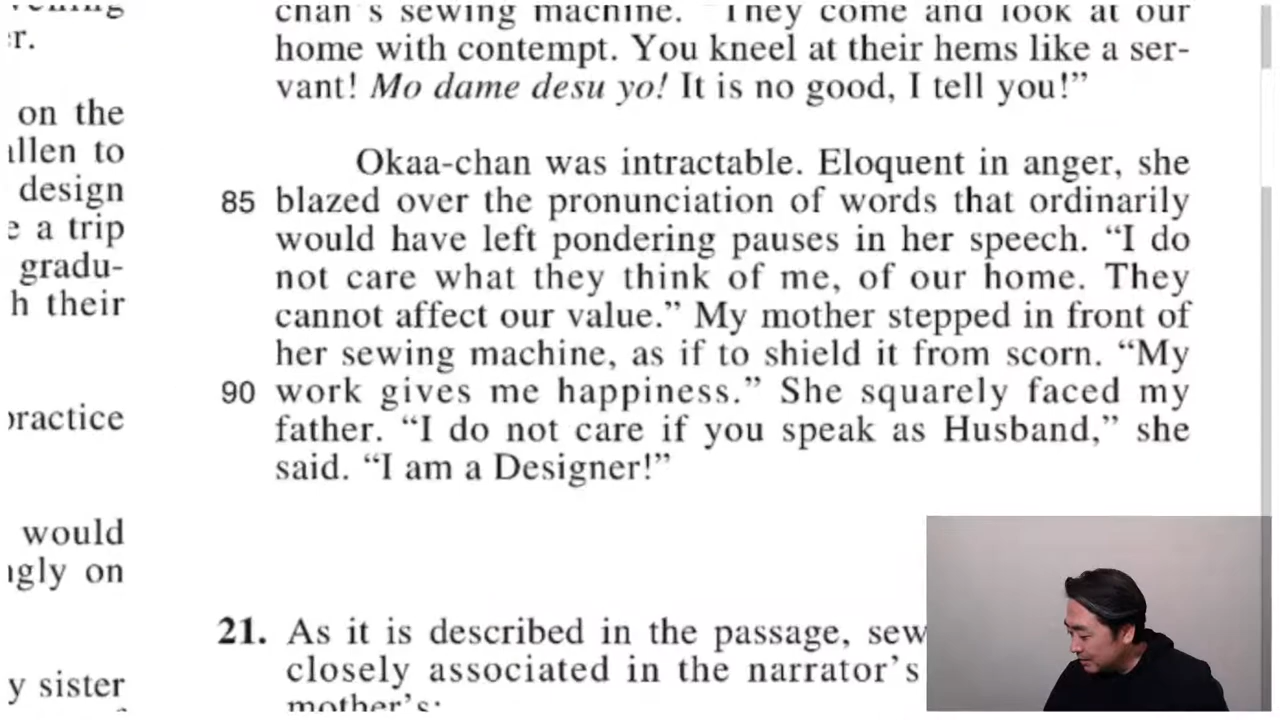 r.
on the
allen to
design
e a trip
gradu-
h their
practice
would
ngly on
y sister
chan's sewing machine. "They come and look at our
home with contempt. You kneel at their hems like a ser-
vant! Mo dame desu yo! It is no good, I tell you!"
Okaa-chan was intractable. Eloquent in anger, she
85 blazed over the pronunciation of words that ordinarily
would have left pondering pauses in her speech. "I do
not care what they think of me, of our home. They
cannot affect our value." My mother stepped in front of
her sewing machine, as if to shield it from scorn. "My
90 work gives me happiness." She squarely faced my
father. "I do not care if you speak as Husband," she
said. "I am a Designer!"
21. As it is described in the passage, sew
closely associated in the narrator's
mother's: